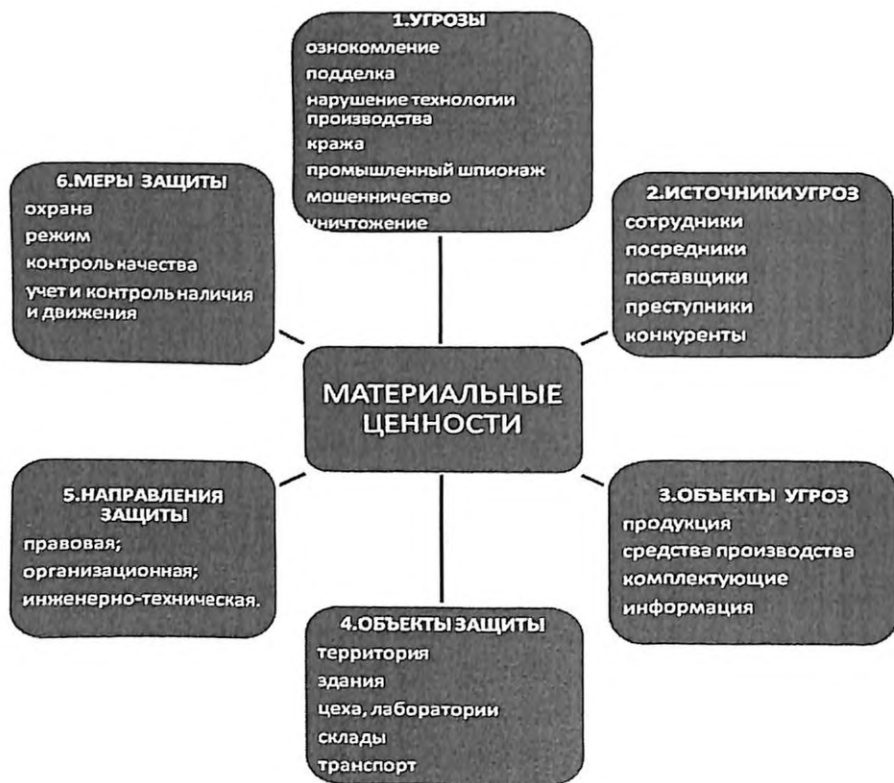 1.УГРОЗЫ
ознокомление
подделка
нарушение технологии
производства
кража
промышленный шпионаж
мошенничество
уничтожение
6.МЕРЫ ЗАЩИТЫ
охрана
режим
контроль качества
учет и контроль наличия
и движения
2.ИСТОЧНИКИ УГРОЗ
сотрудники
посредники
поставщики
преступники
конкуренты
МАТЕРИАЛЬНЫЕ
ЦЕННОСТИ
5.НАПРАВЛЕНИЯ
ЗАЩИТЫ
правовая;
организационная;
инженерно-техническая.
3.ОБЪЕКТЫ УГРОЗ
продукция
средства производства
комплектующие
информация
4.ОБЪЕКТЫ ЗАЩИТЫ
территория
здания
цеха, лаборатории
склады
транспорт